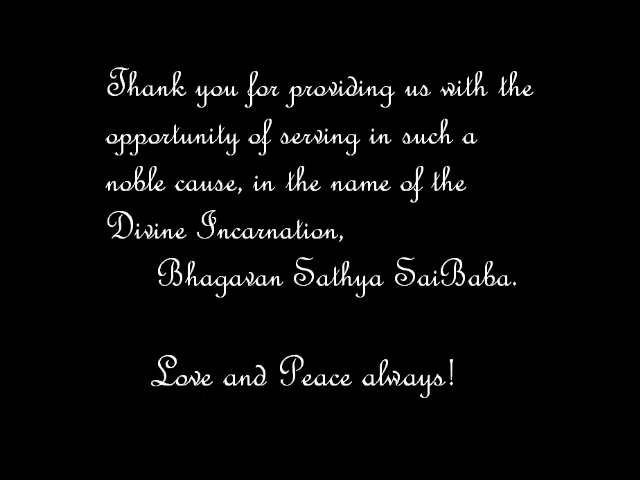 Thank you for providing us with the
opportunity of serving in such a
noble cause, in the name of the
Divine Incarnation,
Bhagavan Sathya SaiBaba.
Love and Peace always!